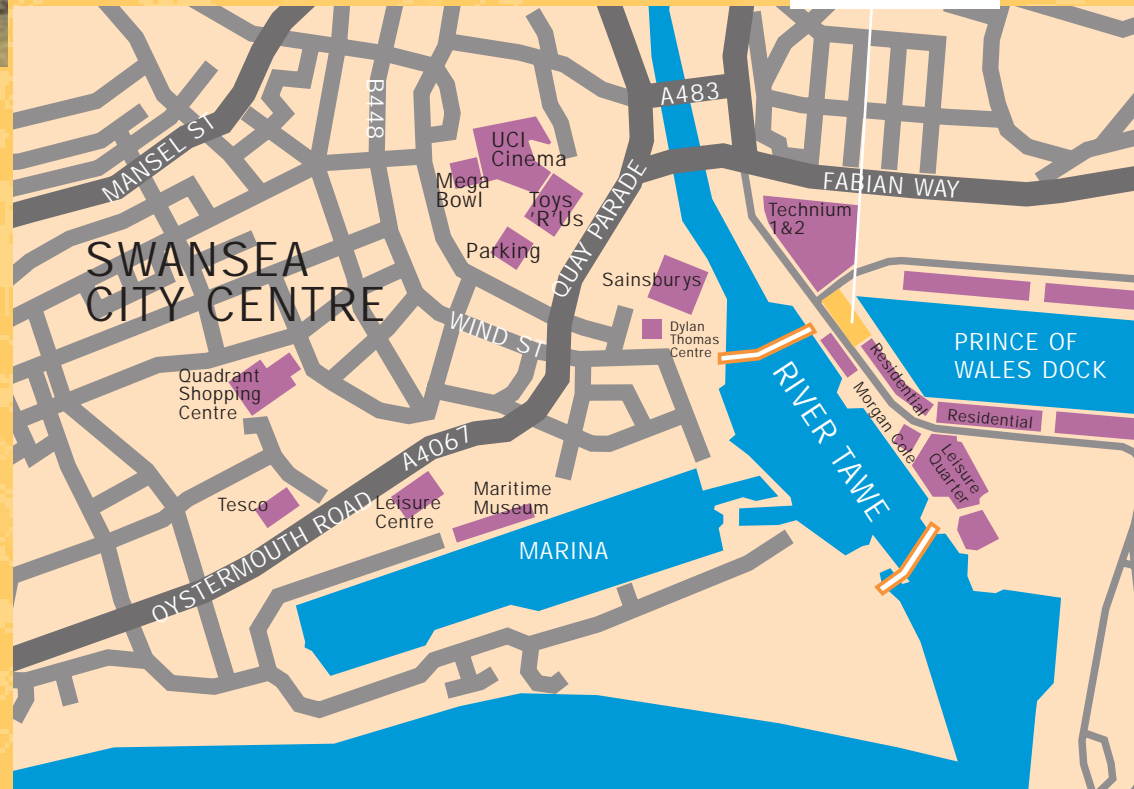 A483
B448
MANSEL ST
UCI
Cinema
Mega
Bowl
Toys
'R'Us
Parking
QUAY PARADE
FABIAN WAY
Technium
1&2
SWANSEA
CITY CENTRE
Sainsburys
Dylan
Thomas
Centre
WIND ST
PRINCE OF
WALES DOCK
RIVER TAWE
Residential
Residential
Morgan Cole
Leisure
Quarter
Quadrant
Shopping
Centre
A4067
Tesco
OYSTERMOUTH ROAD
Leisure
Centre
Maritime
Museum
MARINA